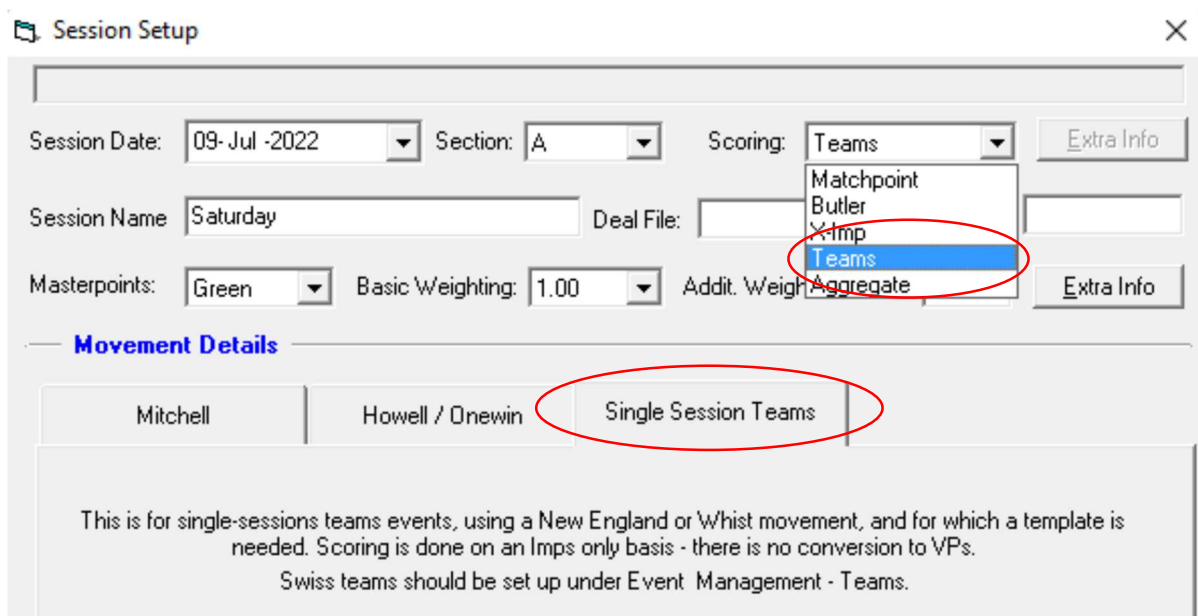 Session Setup
Session Date: 09- Jul -2022 Section: A Scoring: Teams Extra Info
Matchpoint
Butler
Session Name Saturday Deal File:
X-Imp
Teams
Masterpoints: Green Basic Weighting: 1.00 Addit. Weigh Aggregate Extra Info
Movement Details
Mitchell Howell / Onewin Single Session Teams
This is for single-sessions teams events, using a New England or Whist movement, and for which a template is
needed. Scoring is done on an Imps only basis - there is no conversion to VPs.
Swiss teams should be set up under Event Management - Teams.